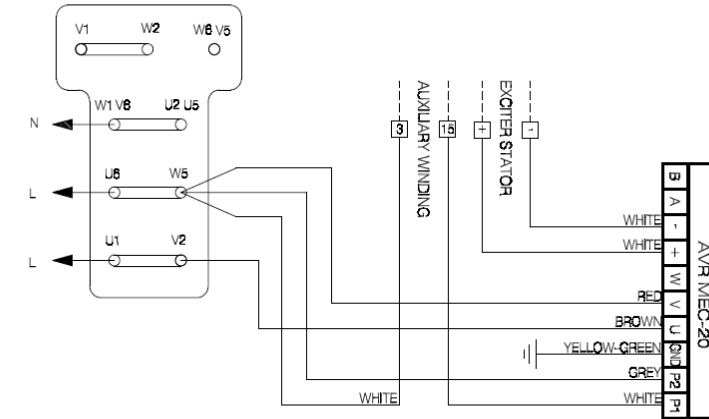 V1 W2 W6 V5
W1 V6 U2 U5
N
U6 W5
L
U1 V2
L
3
AUXILIARY WINDING
15
+
EXCITER STATOR
-
B
A
WHITE -
WHITE +
W
RED V
BROWN U
YELLOW-GREEN GND
GREY P2
WHITE
WHITE P1
AVR MEC-20